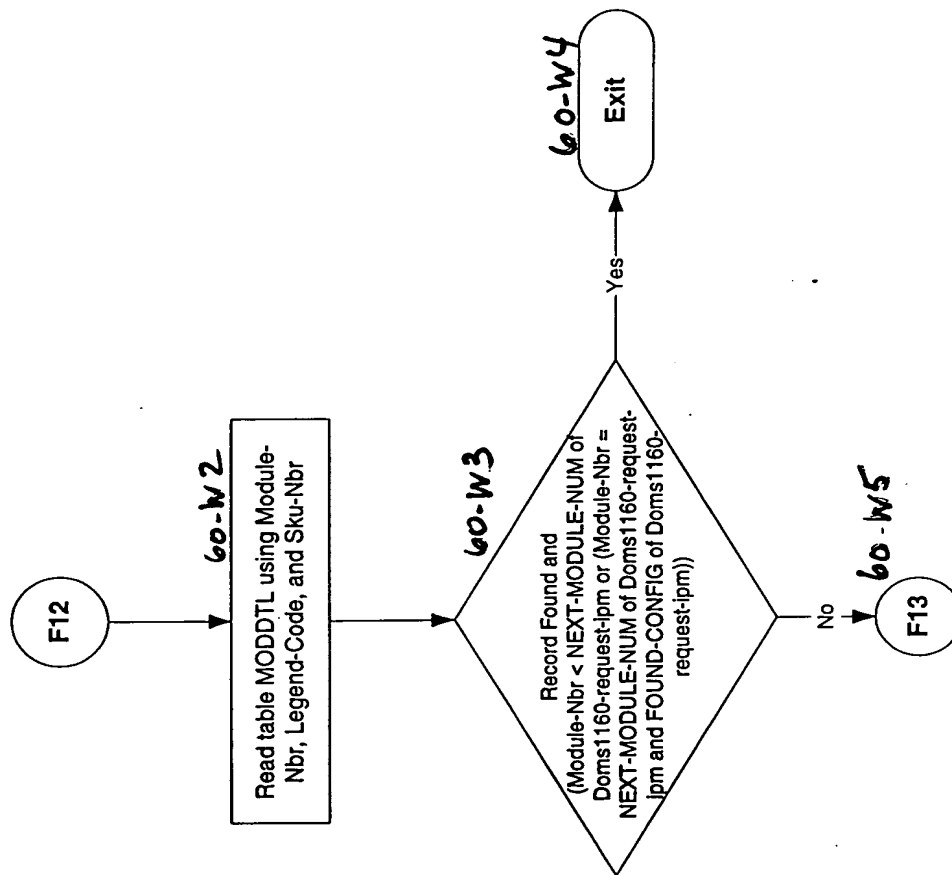 F12
60-W2
Read table MODDTL using Module-
Nbr, Legend-Code, and Sku-Nbr
60-W3
Record Found and
(Module-Nbr < NEXT-MODULE-NUM of
Doms1160-request-ipm or (Module-Nbr =
NEXT-MODULE-NUM of Doms1160-request-
ipm and FOUND-CONFIG of Doms1160-
request-ipm))
Yes
60-W4
Exit
No
60-W5
F13